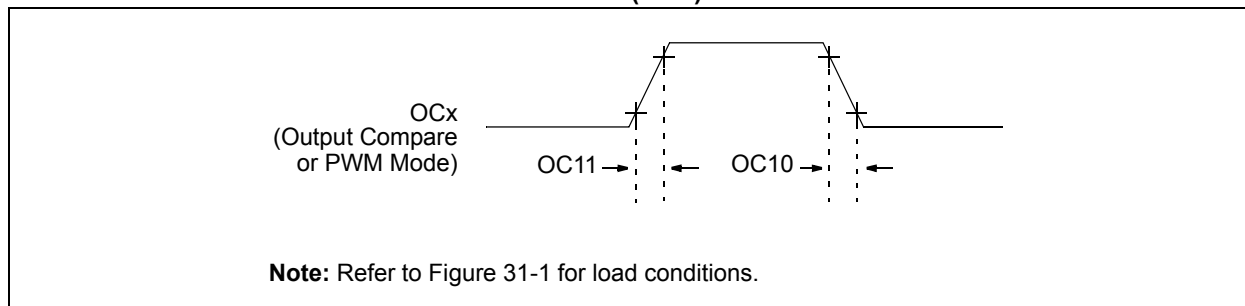 OCx
(Output Compare
or PWM Mode)
OC11
OC10
Note: Refer to Figure 31-1 for load conditions.